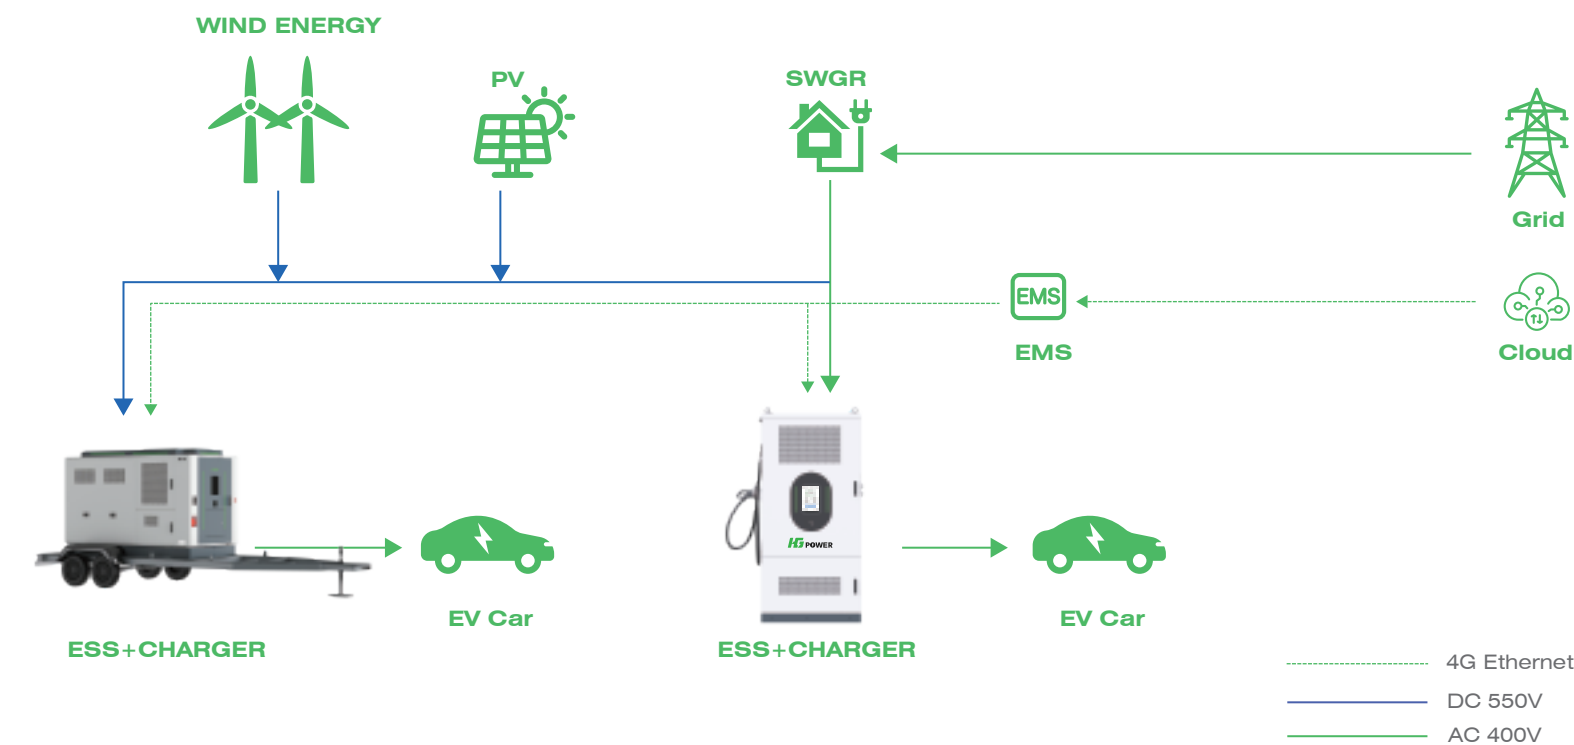 WIND ENERGY
PV
SWGR
Grid
EMS
EMS
Cloud
HG POWER
EV Car
EV Car
ESS+CHARGER
ESS+CHARGER
4G Ethernet
DC 550V
AC 400V